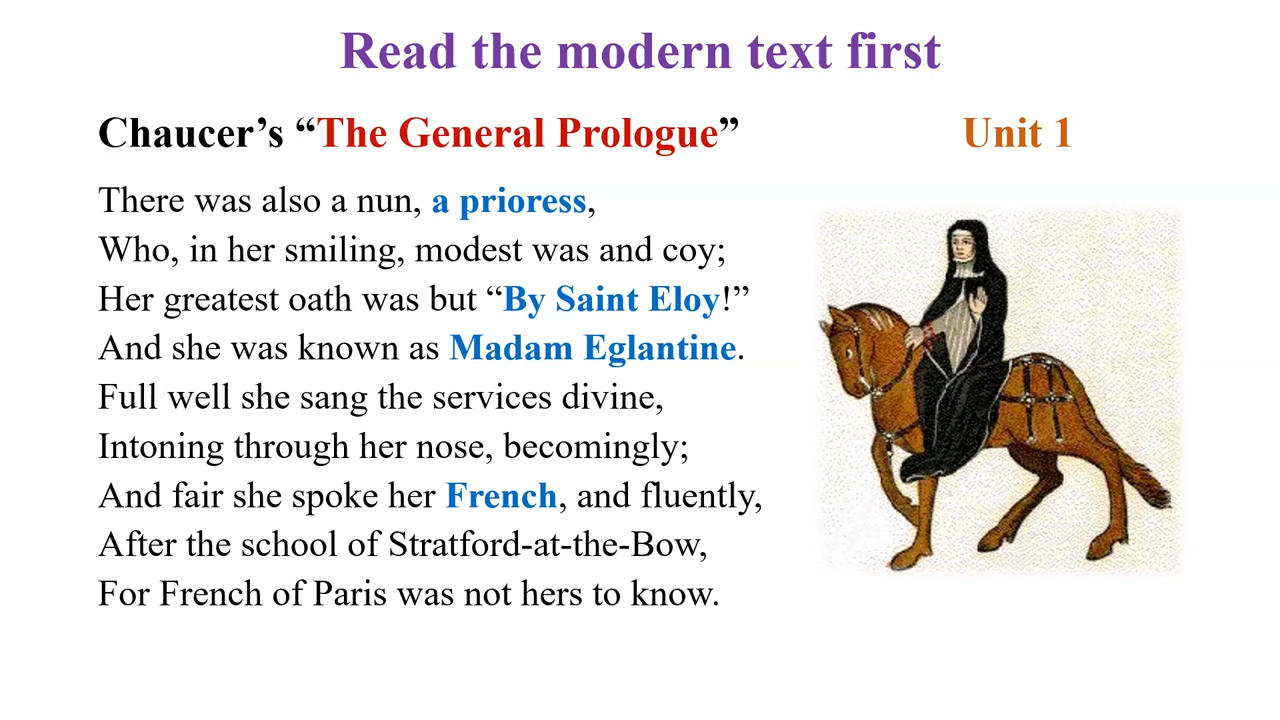 Read the modern text first
Chaucer’s “The General Prologue”
Unit 1
There was also a nun, a prioress,
Who, in her smiling, modest was and coy;
Her greatest oath was but “By Saint Eloy!”
And she was known as Madam Eglantine.
Full well she sang the services divine,
Intoning through her nose, becomingly;
And fair she spoke her French, and fluently,
After the school of Stratford-at-the-Bow,
For French of Paris was not hers to know.